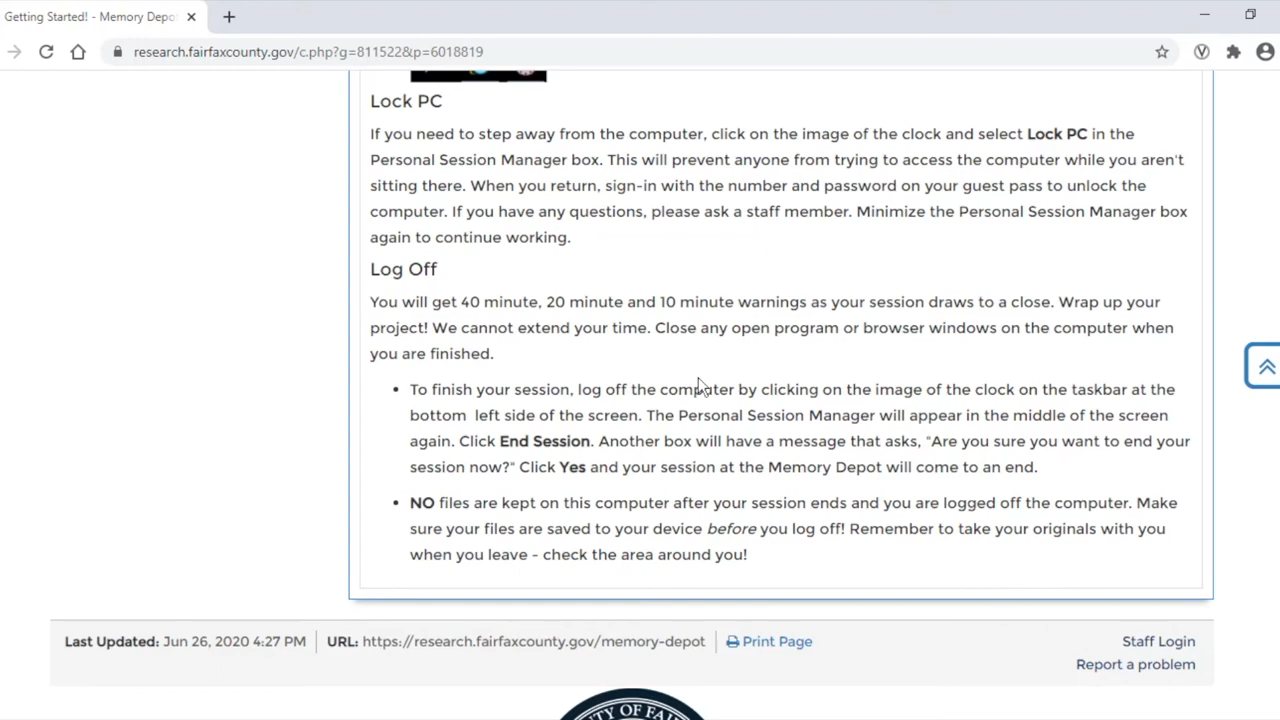 Getting Started! - Memory Depo
research.fairfaxcounty.gov/c.php?g=811522&p=6018819
Lock PC
If you need to step away from the computer, click on the image of the clock and select Lock PC in the
Personal Session Manager box. This will prevent anyone from trying to access the computer while you aren't
sitting there. When you return, sign-in with the number and password on your guest pass to unlock the
computer. If you have any questions, please ask a staff member. Minimize the Personal Session Manager box
again to continue working.
Log Off
You will get 40 minute, 20 minute and 10 minute warnings as your session draws to a close. Wrap up your
project! We cannot extend your time. Close any open program or browser windows on the computer when
you are finished.
• To finish your session, log off the computer by clicking on the image of the clock on the taskbar at the
bottom left side of the screen. The Personal Session Manager will appear in the middle of the screen
again. Click End Session. Another box will have a message that asks, "Are you sure you want to end your
session now?" Click Yes and your session at the Memory Depot will come to an end.
• NO files are kept on this computer after your session ends and you are logged off the computer. Make
sure your files are saved to your device before you log off! Remember to take your originals with you
when you leave - check the area around you!
Last Updated: Jun 26, 2020 4:27 PM URL: https://research.fairfaxcounty.gov/memory-depot Print Page
Staff Login
Report a problem
TY OF FAI